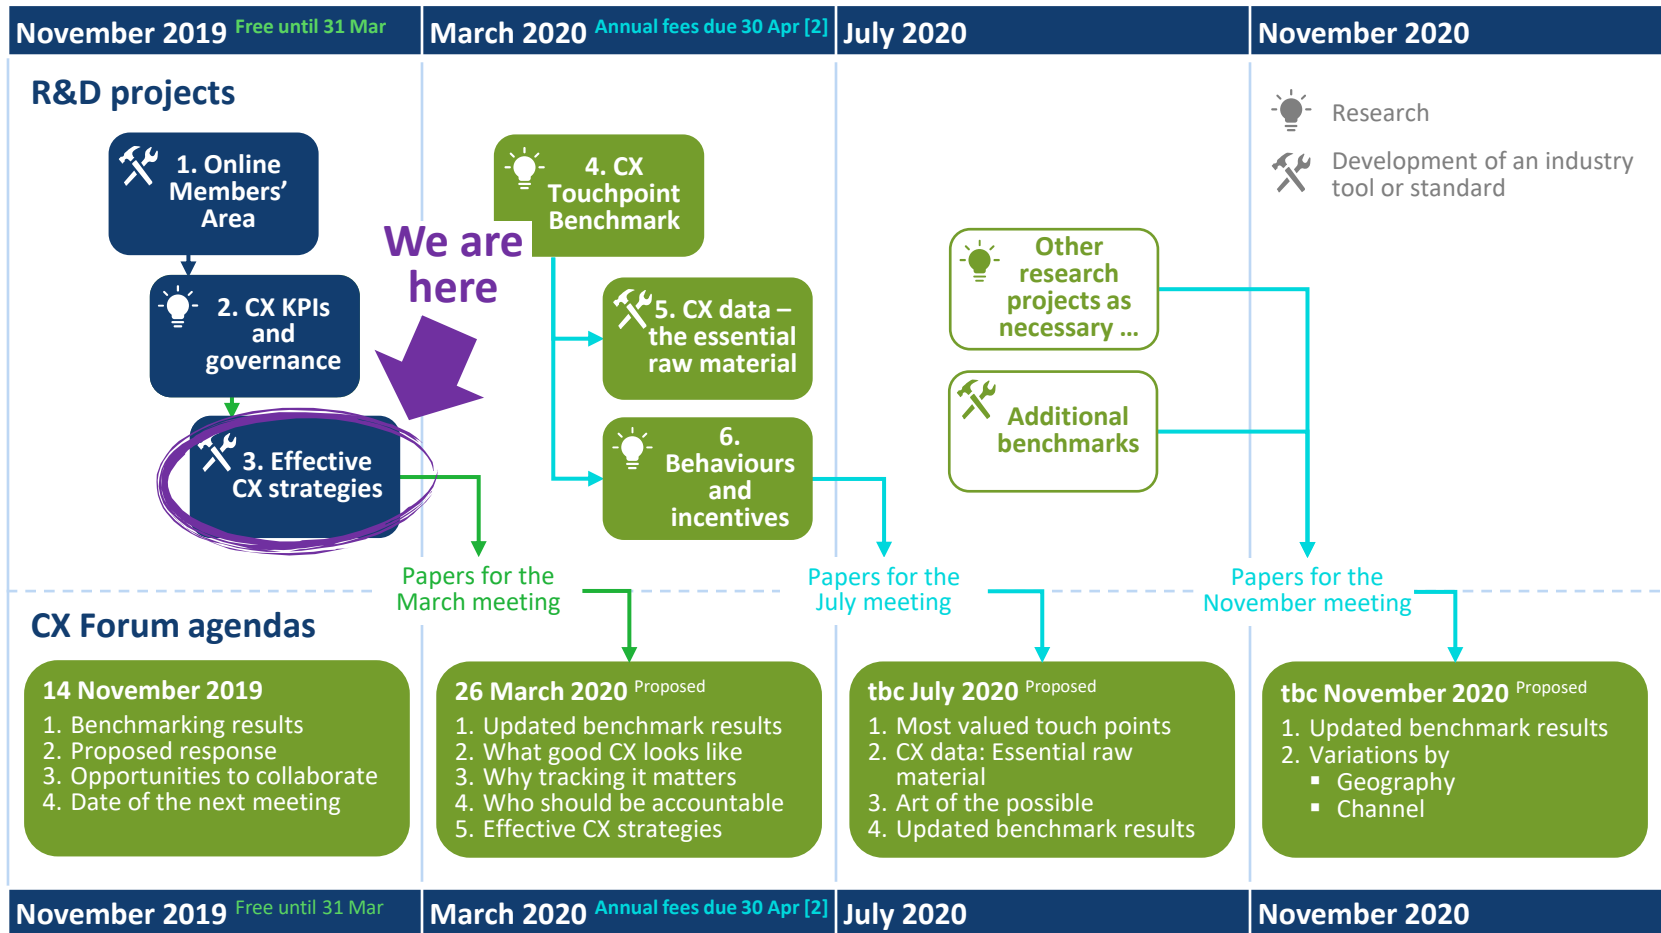 November 2019 Free until 31 Mar
March 2020 Annual fees due 30 Apr [2]
July 2020
November 2020
R&D projects
1. Online
Members'
Area
2. CX KPIs
and
governance
3. Effective
CX strategies
We are
here
4. CX
Touchpoint
Benchmark
5. CX data –
the essential
raw material
6.
Behaviours
and
incentives
Other
research
projects as
necessary ...
Additional
benchmarks
Research
Development of an industry
tool or standard
Papers for the
March meeting
Papers for the
July meeting
Papers for the
November meeting
CX Forum agendas
14 November 2019
1. Benchmarking results
2. Proposed response
3. Opportunities to collaborate
4. Date of the next meeting
26 March 2020 Proposed
1. Updated benchmark results
2. What good CX looks like
3. Why tracking it matters
4. Who should be accountable
5. Effective CX strategies
tbc July 2020 Proposed
1. Most valued touch points
2. CX data: Essential raw
material
3. Art of the possible
4. Updated benchmark results
tbc November 2020 Proposed
1. Updated benchmark results
2. Variations by
▪ Geography
▪ Channel
November 2019 Free until 31 Mar
March 2020 Annual fees due 30 Apr [2]
July 2020
November 2020